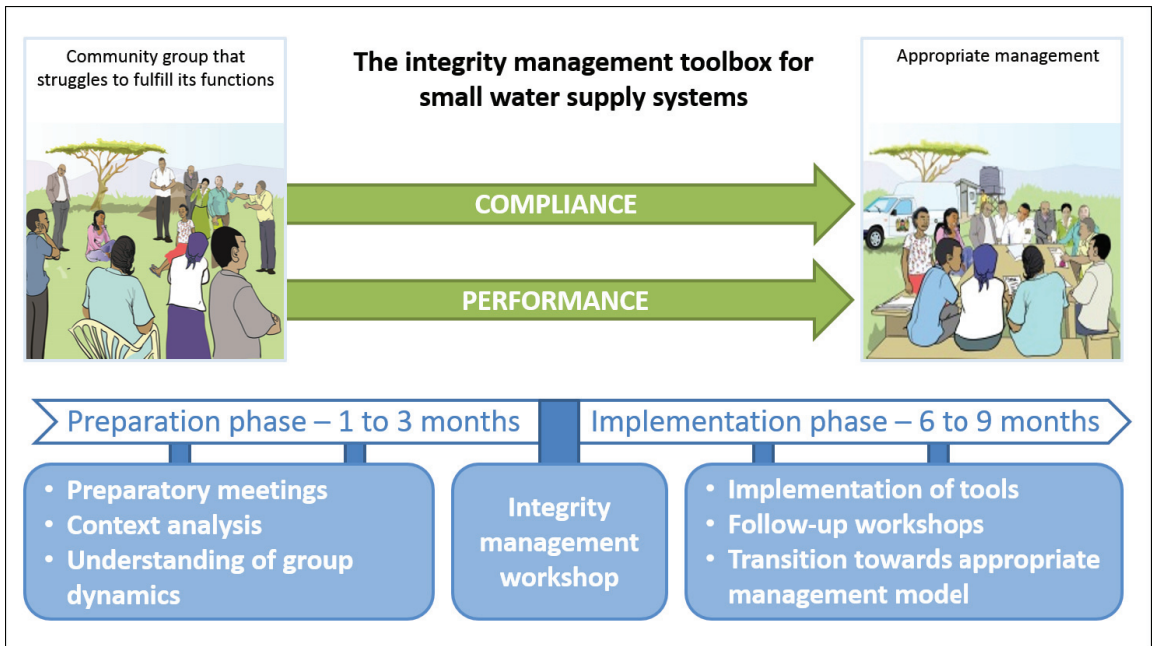 Community group that
struggles to fulfill its functions
The integrity management toolbox for
small water supply systems
Appropriate management
COMPLIANCE
PERFORMANCE
Preparation phase – 1 to 3 months
Implementation phase – 6 to 9 months
• Preparatory meetings
• Context analysis
• Understanding of group
dynamics
Integrity
management
workshop
• Implementation of tools
• Follow-up workshops
• Transition towards appropriate
management model